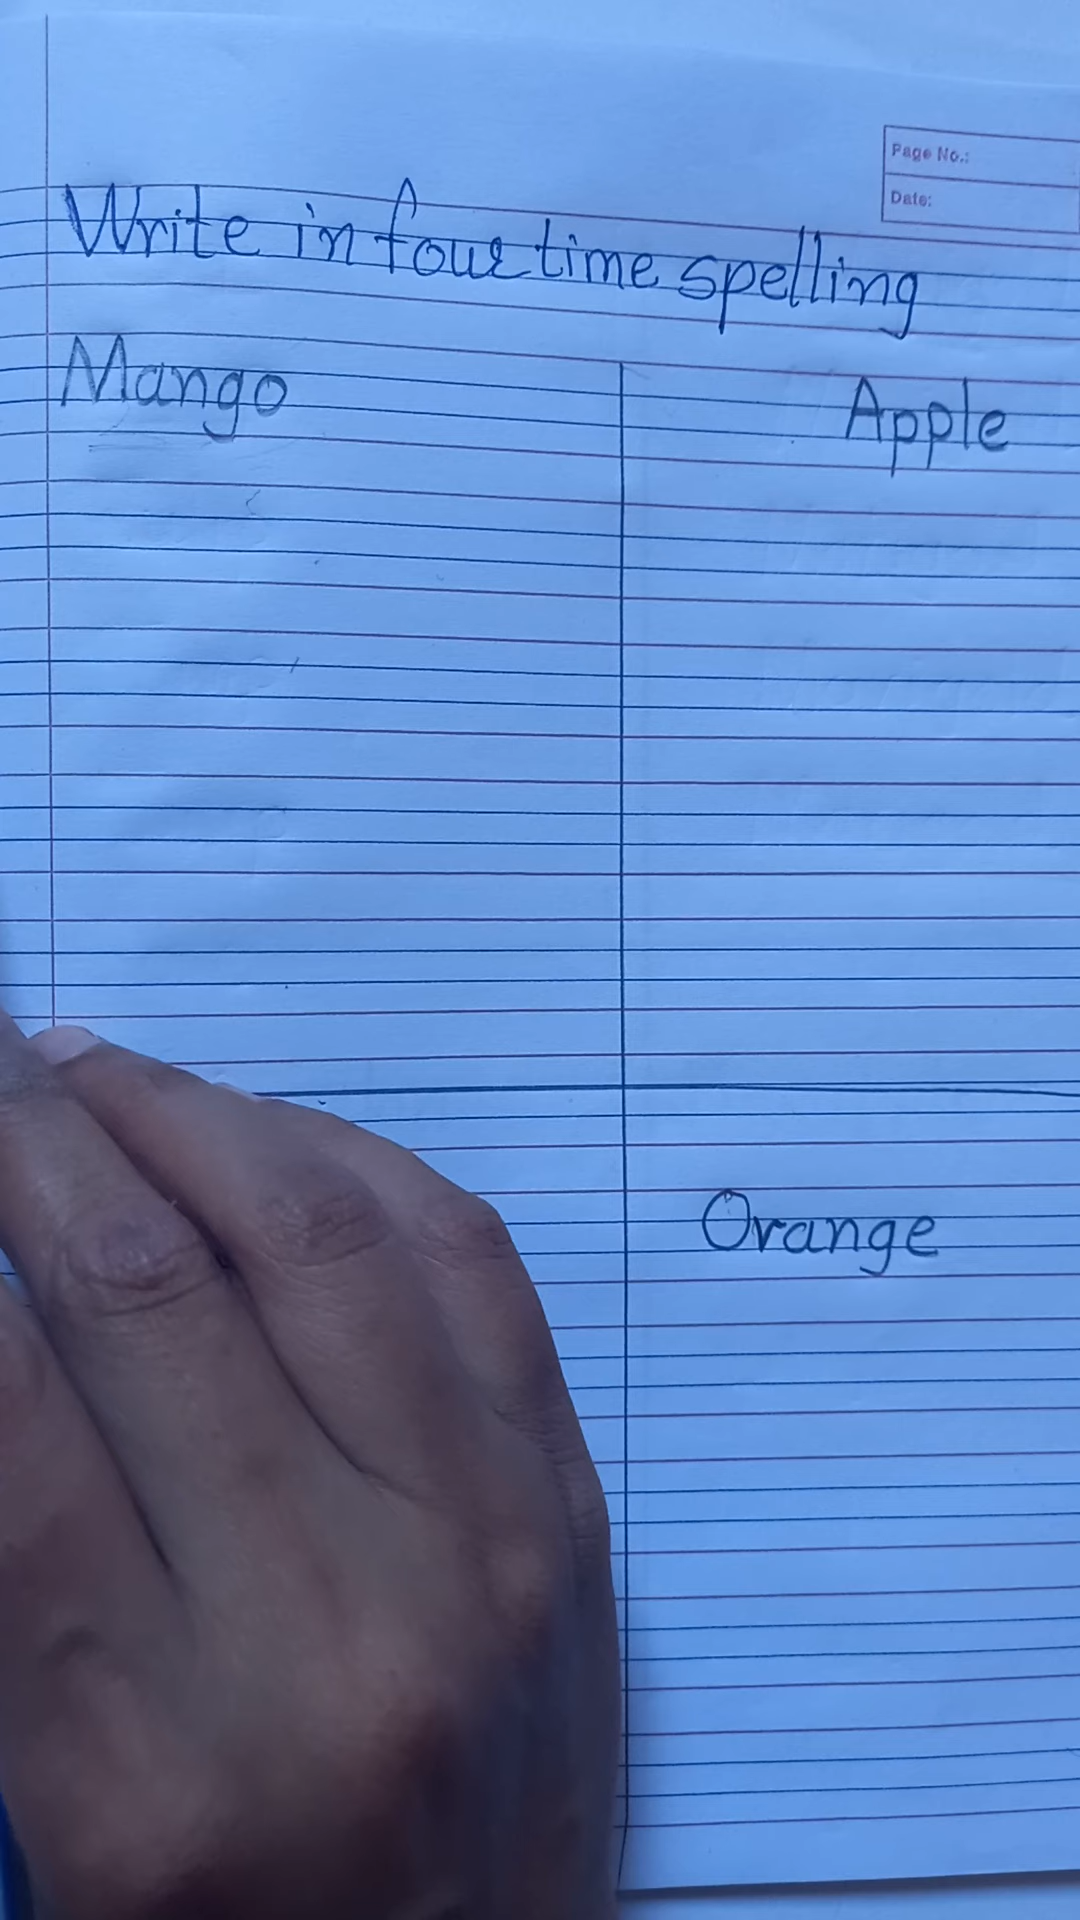 Page No.:
Date:
Write in four time spelling
Mango
Apple
Orange